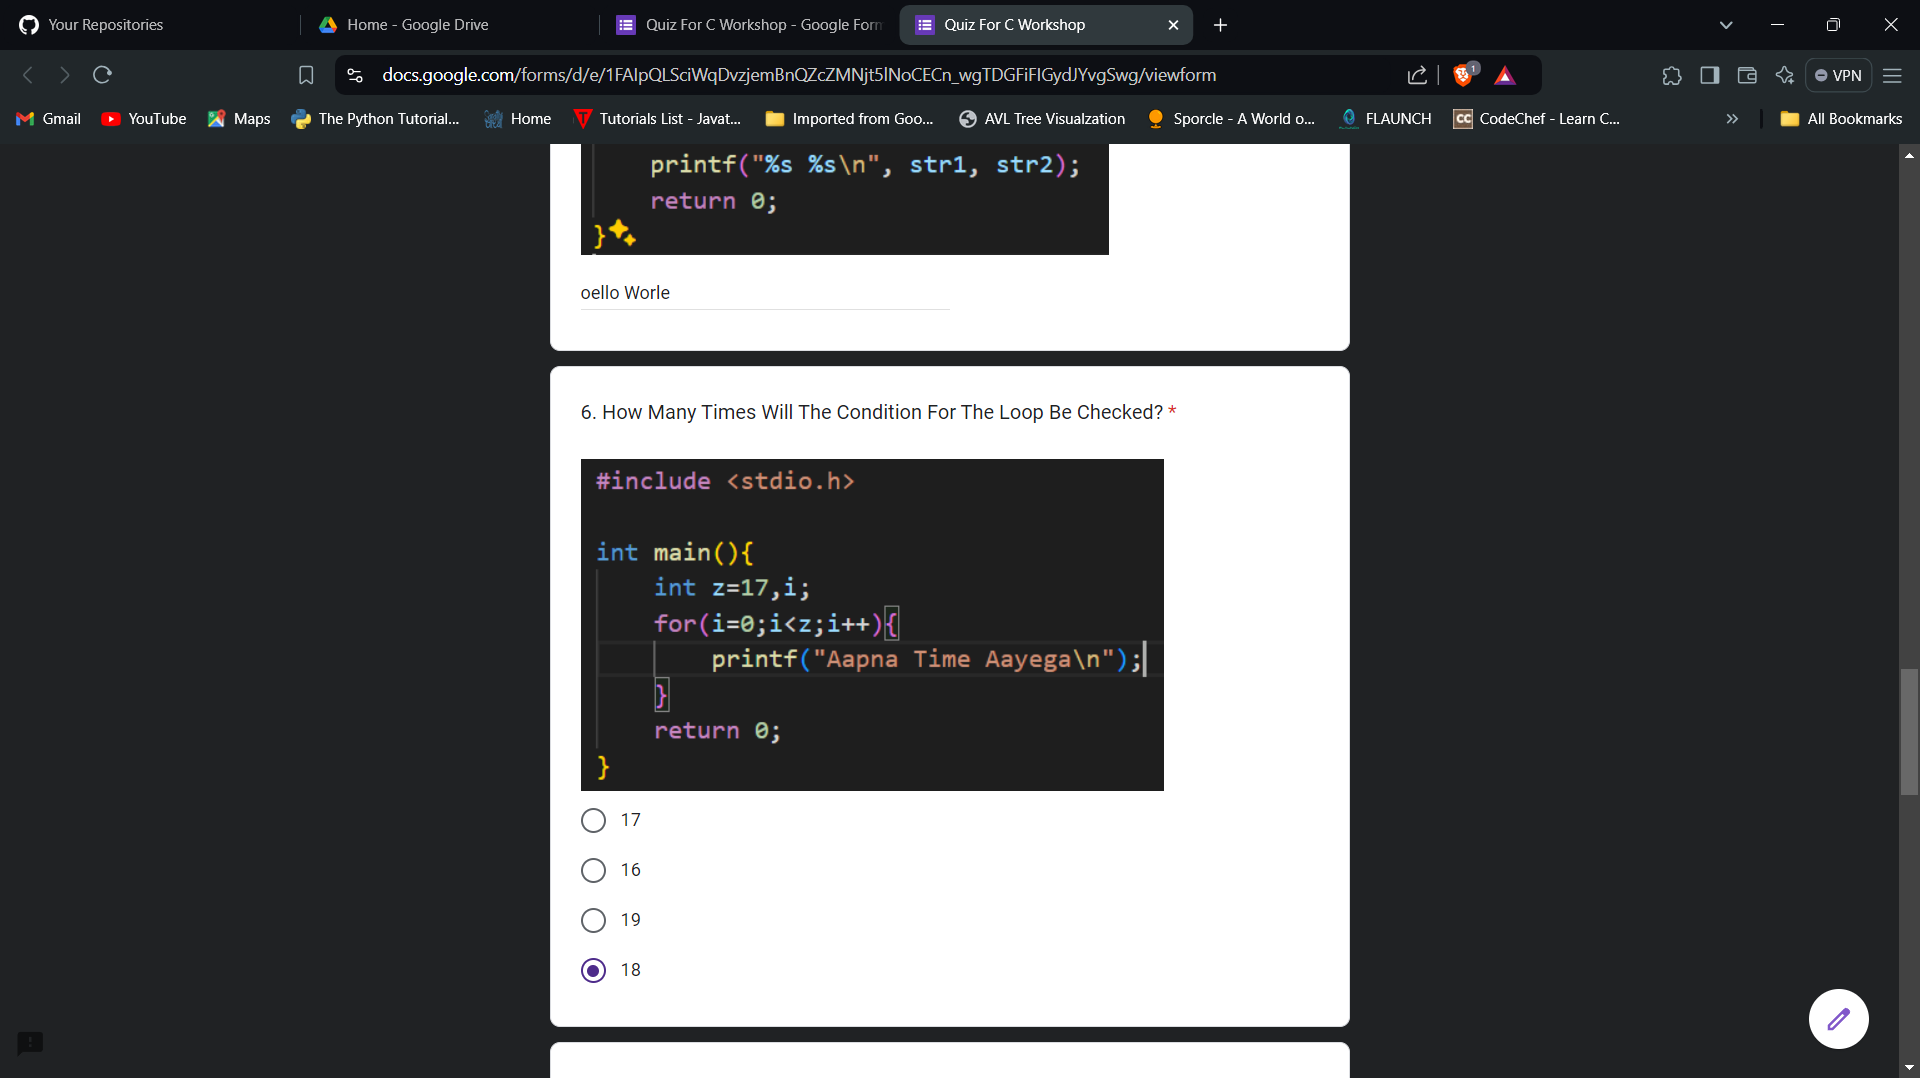 Your Repositories
Home - Google Drive
Quiz For C Workshop - Google Form
Quiz For C Workshop
docs.google.com/forms/d/e/1FAIpQLSciWqDvzjemBnQZcZMNjt5lNoCECn_wgTDGFiFIGydJYvgSwg/viewform
1
VPN
Gmail
YouTube
Maps
The Python Tutorial...
Home
Tutorials List - Javat...
Imported from Goo...
AVL Tree Visualzation
Sporcle - A World o...
FLAUNCH
CC CodeChef - Learn C...
All Bookmarks
printf("%s %s\n", str1, str2);
return 0;
}
oello Worle
6. How Many Times Will The Condition For The Loop Be Checked? *
#include <stdio.h>
int main(){
int z=17,i;
for(i=0;i<z;i++){
printf("Aapna Time Aayega\n");
}
return 0;
}
17
16
19
18